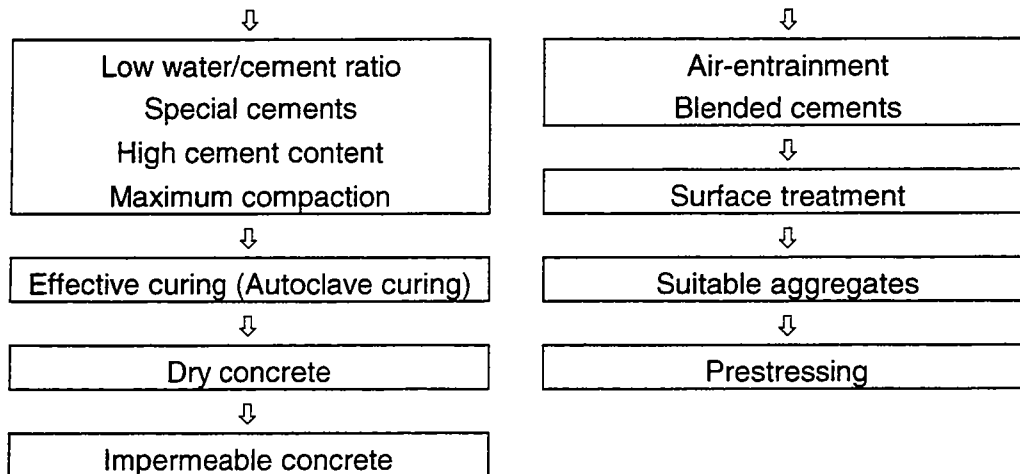 Low water/cement ratio
Special cements
High cement content
Maximum compaction
Effective curing (Autoclave curing)
Dry concrete
Impermeable concrete
Air-entrainment
Blended cements
Surface treatment
Suitable aggregates
Prestressing